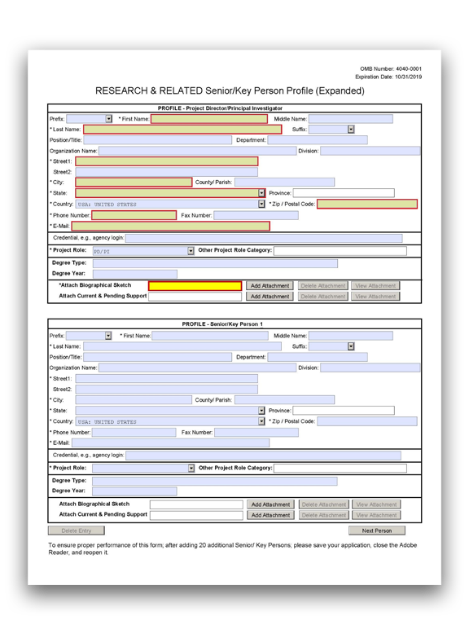 OMB Number: 4040-0001
Expiration Date: 10/31/2019
RESEARCH & RELATED Senior/Key Person Profile (Expanded)
PROFILE - Project Director/Principal Investigator
Prefix: * First Name: Middle Name:
* Last Name: Suffix:
Position/Title: Department:
Organization Name: Division:
* Street1:
Street2:
* City: County/ Parish:
* State: Province:
* Country: USA: UNITED STATES * Zip / Postal Code:
* Phone Number: Fax Number:
* E-Mail:
Credential, e.g., agency login:
* Project Role: PD/PI Other Project Role Category:
Degree Type:
Degree Year:
*Attach Biographical Sketch Add Attachment Delete Attachment View Attachment
Attach Current & Pending Support Add Attachment Delete Attachment View Attachment
PROFILE - Senior/Key Person 1
Prefix: * First Name: Middle Name:
* Last Name: Suffix:
Position/Title: Department:
Organization Name: Division:
* Street1:
Street2:
* City: County/ Parish:
* State: Province:
* Country: USA: UNITED STATES * Zip / Postal Code:
* Phone Number: Fax Number:
* E-Mail:
Credential, e.g., agency login:
* Project Role: Other Project Role Category:
Degree Type:
Degree Year:
Attach Biographical Sketch Add Attachment Delete Attachment View Attachment
Attach Current & Pending Support Add Attachment Delete Attachment View Attachment
Delete Entry Next Person
To ensure proper performance of this form; after adding 20 additional Senior/ Key Persons; please save your application, close the Adobe
Reader, and reopen it.